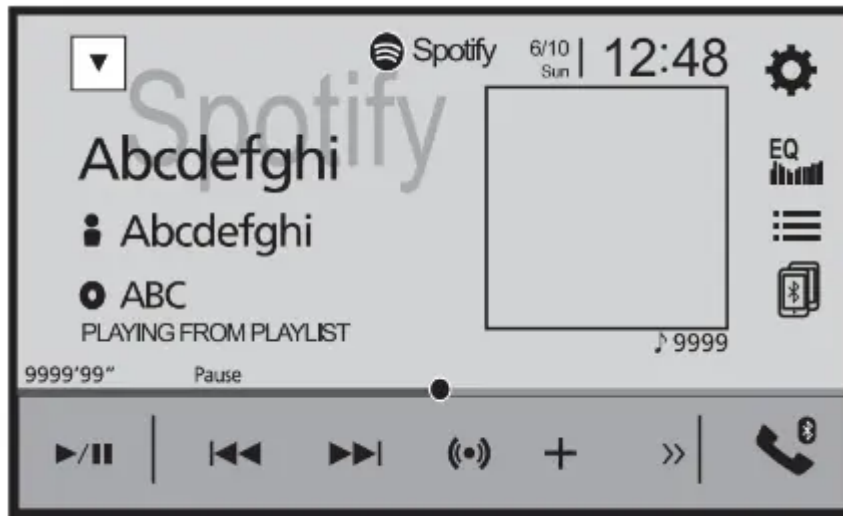 Spotify
6/10
Sun
12:48
Spotify
Abcdefghi
EQ
Abcdefghi
ABC
PLAYING FROM PLAYLIST
♪9999
9999'99"
Pause